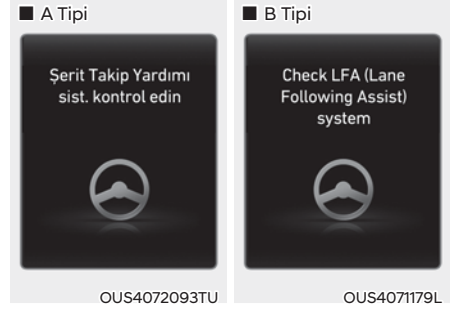 ■ A Tipi
Şerit Takip Yardımı
sist. kontrol edin
OUS4072093TU
■ B Tipi
Check LFA (Lane
Following Assist)
system
OUS4071179L